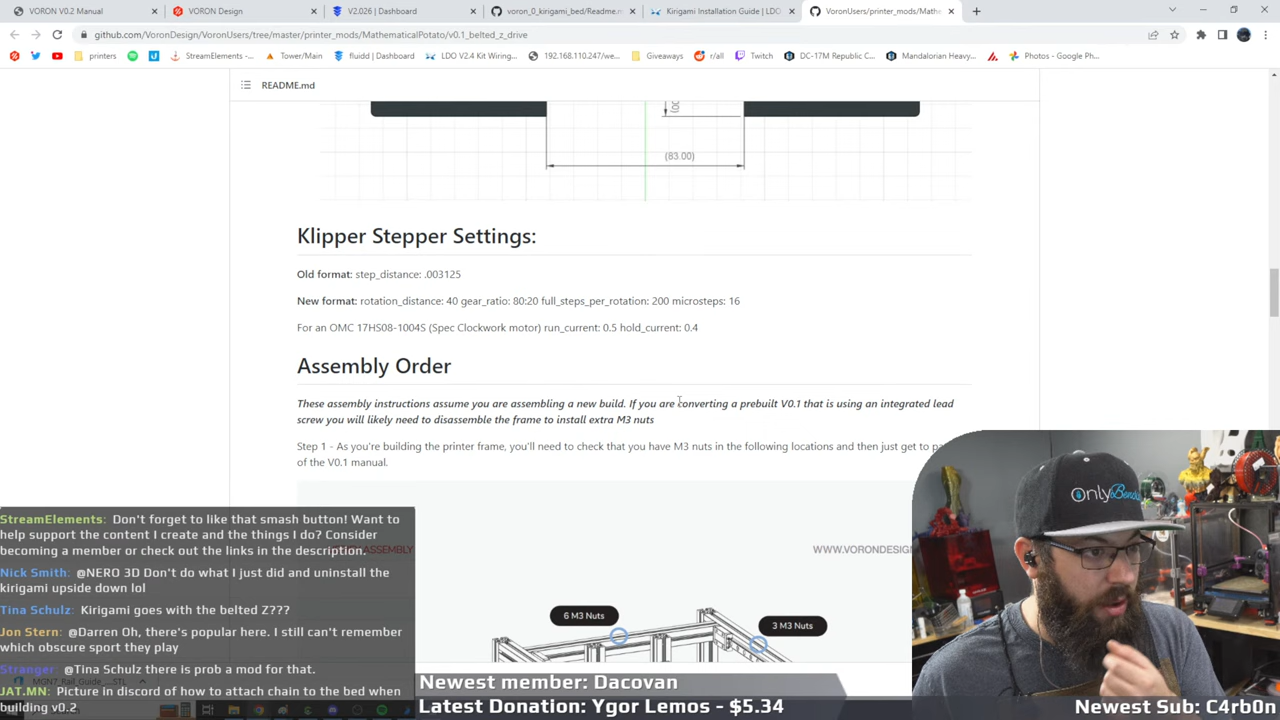 VORON V0.2 Manual
VORON Design
V2.026 | Dashboard
voron_0_kirigami_bed/Readme.m
Kirigami Installation Guide | LDO
VoronUsers/printer_mods/Mathe
github.com/VoronDesign/VoronUsers/tree/master/printer_mods/MathematicalPotato/v0.1_belted_z_drive
printers
StreamElements -...
Tower/Main
fluidd | Dashboard
LDO V2.4 Kit Wiring...
192.168.110.247/we...
Giveaways
r/all
Twitch
DC-17M Republic C...
Mandalorian Heavy...
Photos - Google Ph...
README.md
(83.00)
Klipper Stepper Settings:
Old format: step_distance: .003125
New format: rotation_distance: 40 gear_ratio: 80:20 full_steps_per_rotation: 200 microsteps: 16
For an OMC 17HS08-1004S (Spec Clockwork motor) run_current: 0.5 hold_current: 0.4
Assembly Order
These assembly instructions assume you are assembling a new build. If you are converting a prebuilt V0.1 that is using an integrated lead
screw you will likely need to disassemble the frame to install extra M3 nuts
Step 1 - As you're building the printer frame, you'll need to check that you have M3 nuts in the following locations and then just get to
of the V0.1 manual.
ASSEMBLY
WWW.VORONDESIGN
6 M3 Nuts
3 M3 Nuts
StreamElements: Don't forget to like that smash button! Want to
help support the content I create and the things I do? Consider
becoming a member or check out the links in the description.
Nick Smith: @NERO 3D Don't do what I just did and uninstall the
kirigami upside down lol
Tina Schulz: Kirigami goes with the belted Z???
Jon Stern: @Darren Oh, there's popular here. I still can't remember
which obscure sport they play
Stranger: @Tina Schulz there is prob a mod for that.
MGN7_Rail_Guide_....STL
JAT.MN: Picture in discord of how to attach chain to the bed when
building v0.2
OnlyBends
Newest member: Dacovan
Latest Donation: Ygor Lemos - $5.34
Newest Sub: C4rb0n